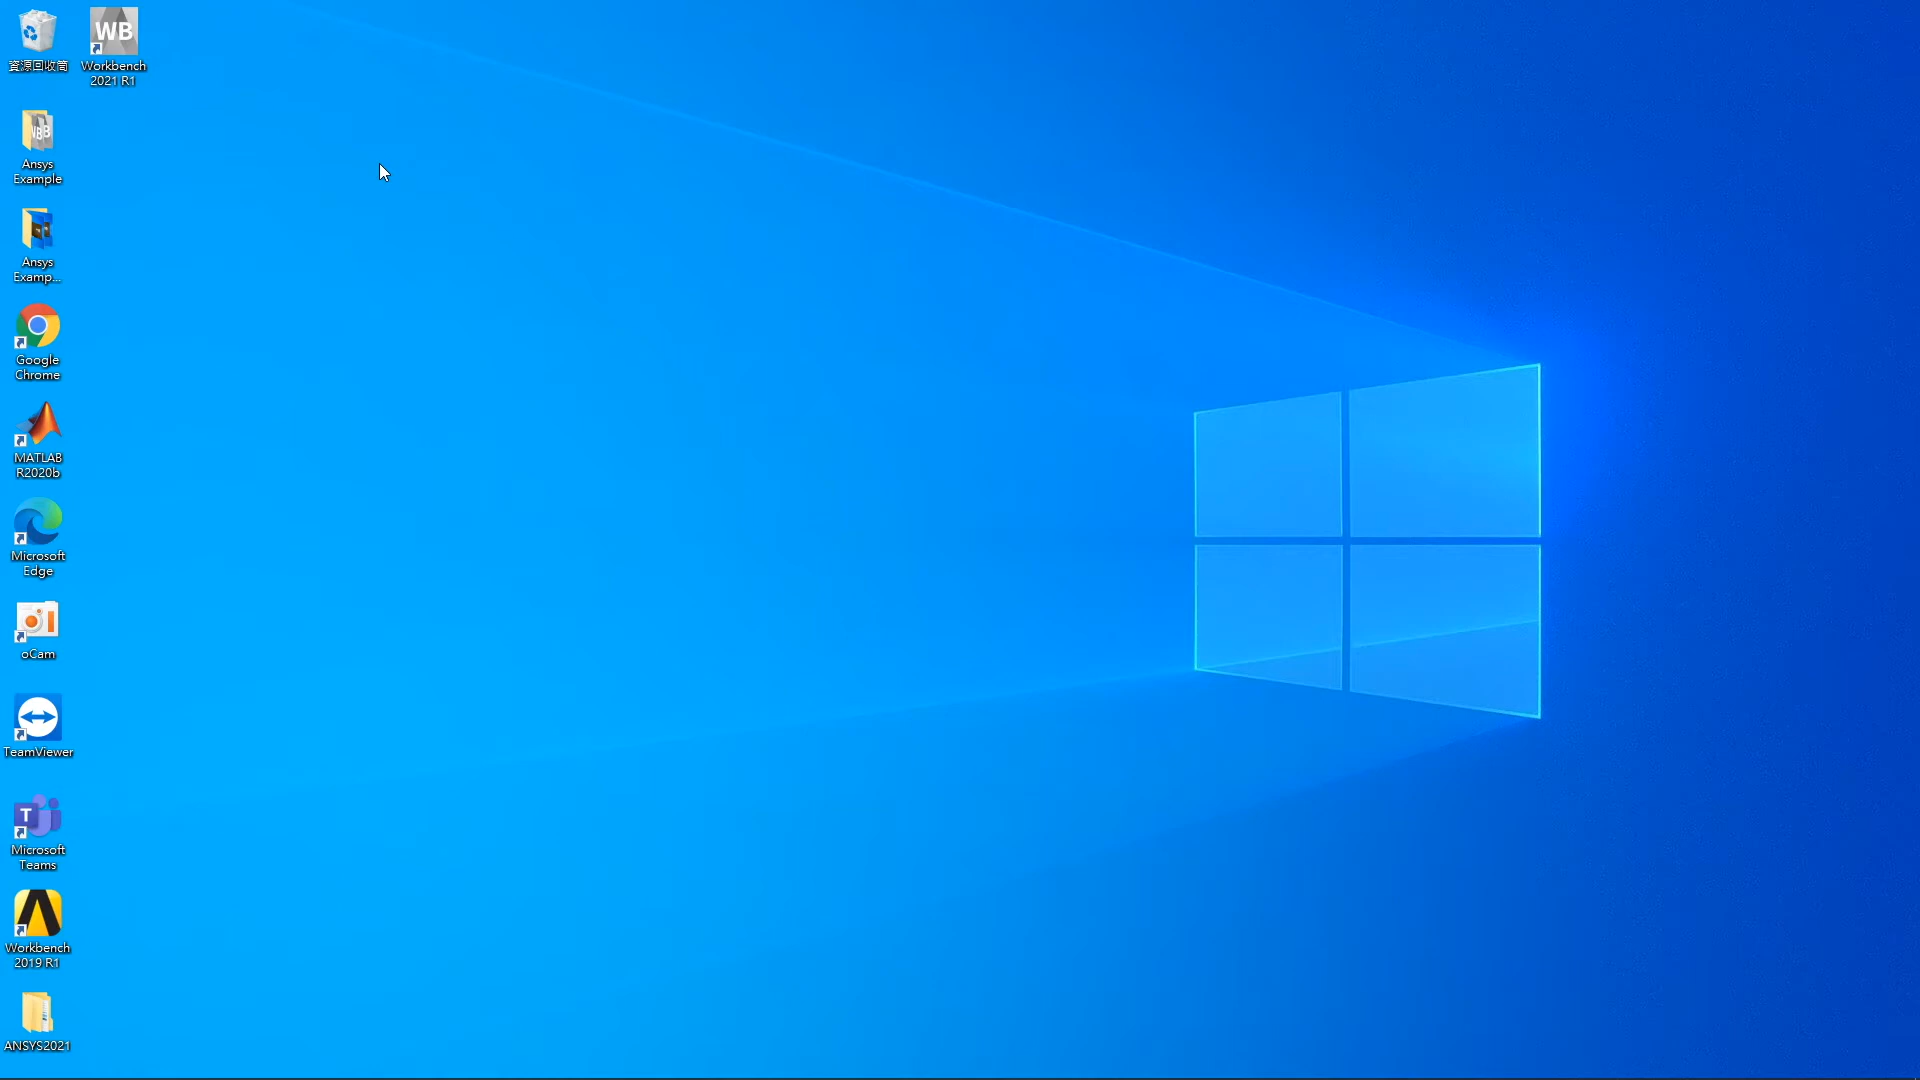 資源回收筒
WB
Workbench
2021 R1
Ansys
Example
Ansys
Examp...
Google
Chrome
MATLAB
R2020b
Microsoft
Edge
oCam
TeamViewer
T
Microsoft
Teams
Workbench
2019 R1
ANSYS2021